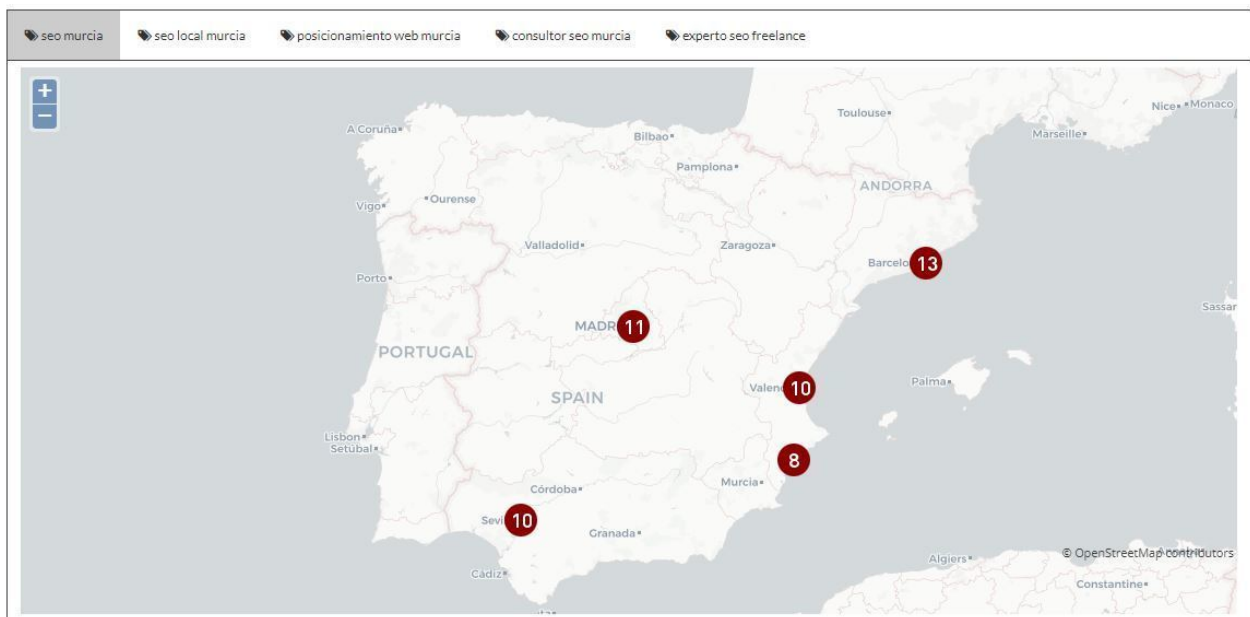 seo murcia seo local murcia posicionamiento web murcia consultor seo murcia experto seo freelance
+
−
Nice Monaco
Toulouse
A Coruña
Marseille
Bilbao
Pamplona
ANDORRA
Ourense
Vigo
Valladolid
Zaragoza
Barcelo 13
Porto
Sassar
MADR 11
PORTUGAL
Palma
Valenc 10
SPAIN
Lisbon
Setúbal
8
Murcia
Córdoba
Sevi 10
Granada
© OpenStreetMap contributors
Algiers
Cádiz
Constantine